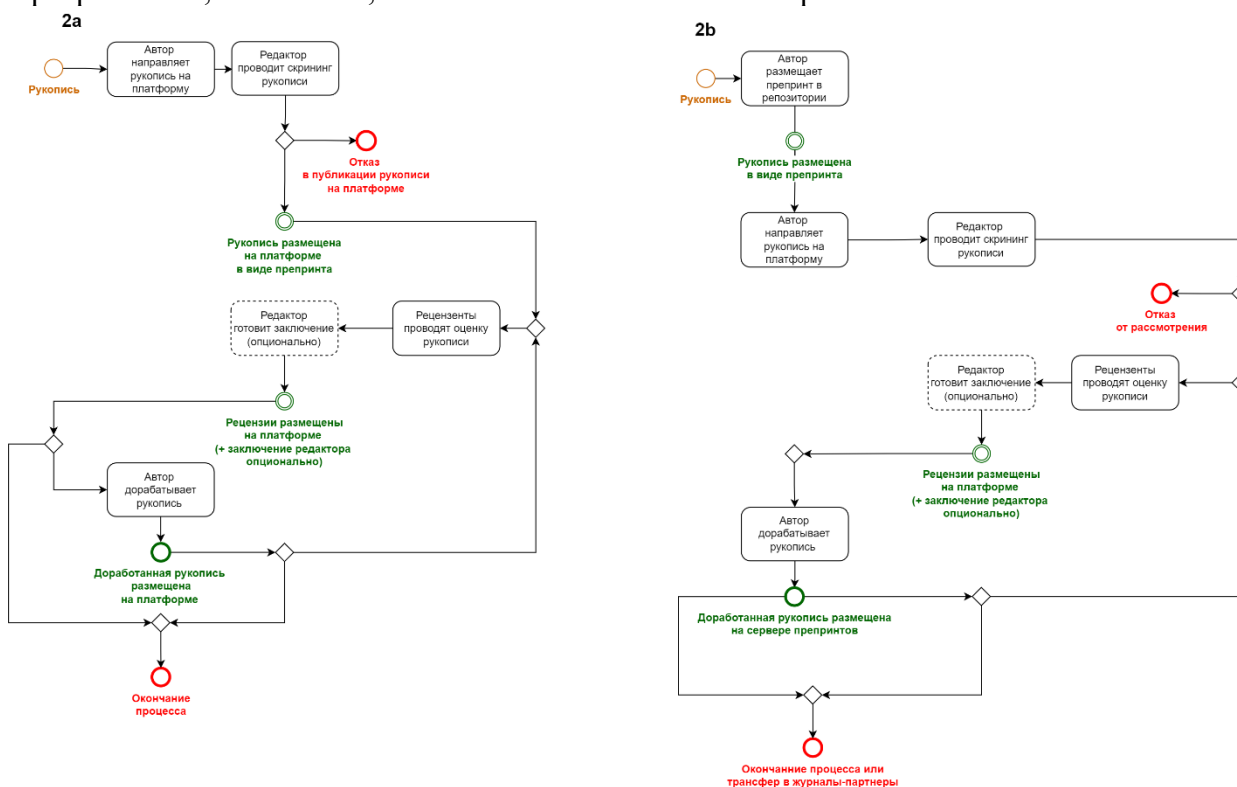 2a
Автор
направляет
рукопись на
платформу
Редактор
проводит скрининг
рукописи
Рукопись
Отказ
в публикации рукописи
на платформе
Рукопись размещена
на платформе
в виде препринта
Редактор
готовит заключение
(опционально)
Рецензенты
проводят оценку
рукописи
Рецензии размещены
на платформе
(+ заключение редактора
опционально)
Автор
дорабатывает
рукопись
Доработанная рукопись
размещена
на платформе
Окончание
процесса
2b
Автор
размещает
препринт в
репозитории
Рукопись
Рукопись размещена
в виде препринта
Автор
направляет
рукопись на
платформу
Редактор
проводит скрининг
рукописи
Отказ
от рассмотрения
Редактор
готовит заключение
(опционально)
Рецензенты
проводят оценку
рукописи
Рецензии размещены
на платформе
(+ заключение редактора
опционально)
Автор
дорабатывает
рукопись
Доработанная рукопись размещена
на сервере препринтов
Окончанние процесса или
трансфер в журналы-партнеры